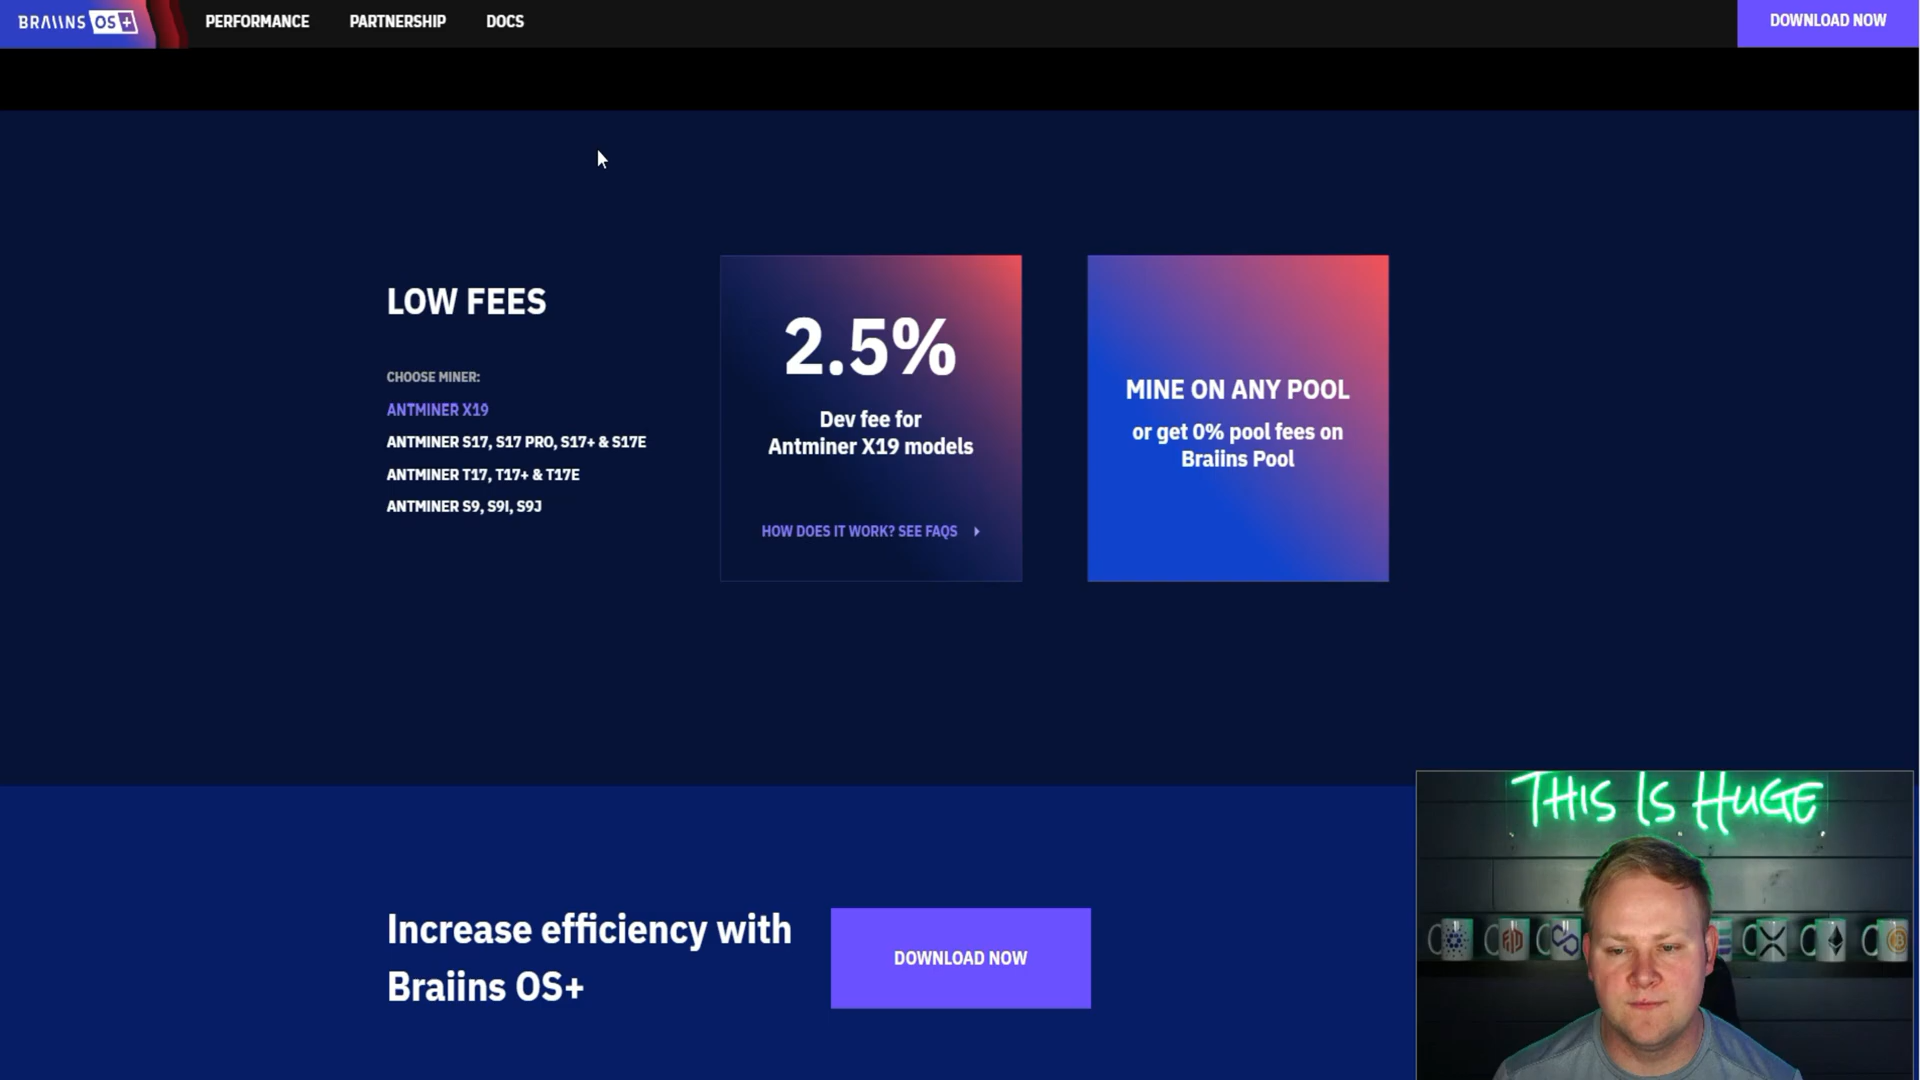 BRAIINS OS+
PERFORMANCE
PARTNERSHIP
DOCS
DOWNLOAD NOW
LOW FEES
CHOOSE MINER:
ANTMINER X19
ANTMINER S17, S17 PRO, S17+ & S17E
ANTMINER T17, T17+ & T17E
ANTMINER S9, S9I, S9J
2.5%
Dev fee for
Antminer X19 models
HOW DOES IT WORK? SEE FAQS
MINE ON ANY POOL
or get 0% pool fees on
Braiins Pool
Increase efficiency with
Braiins OS+
DOWNLOAD NOW
THIS IS HUGE